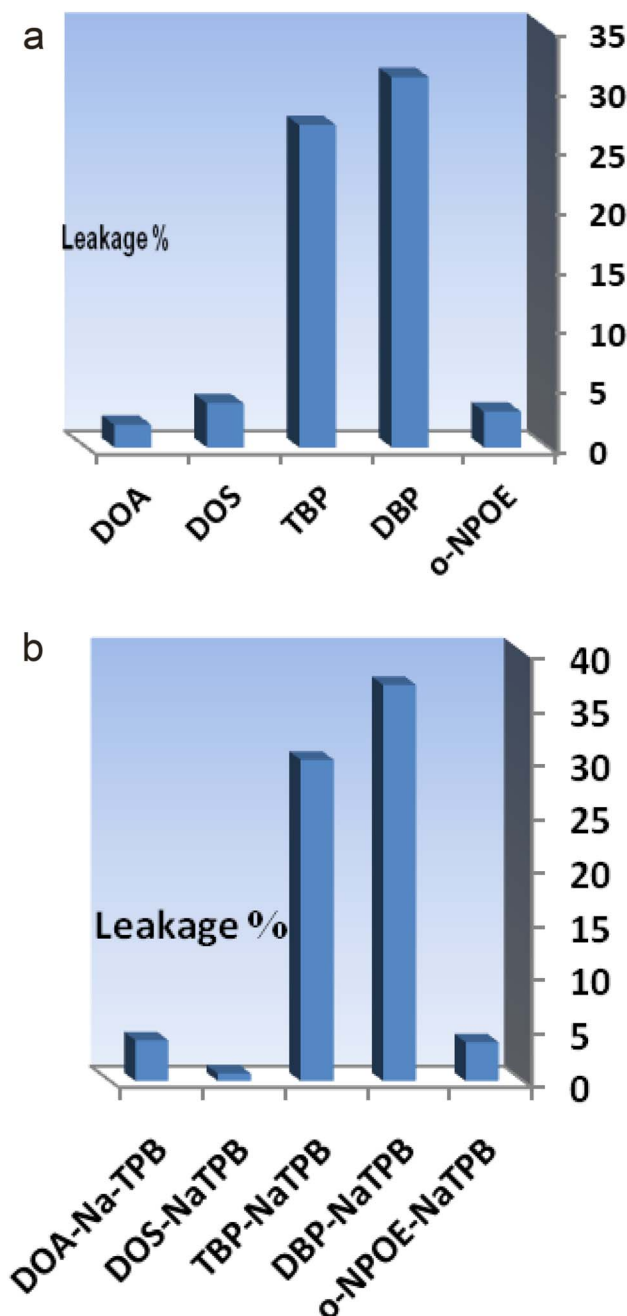 a
35
30
25
20
15
10
5
0
Leakage %
DOA
DOS
TBP
DBP
o-NPOE
b
40
35
30
25
20
15
10
5
0
Leakage %
DOA-Na-TPB
DOS-NaTPB
TBP-NaTPB
DBP-NaTPB
o-NPOE-NaTPB